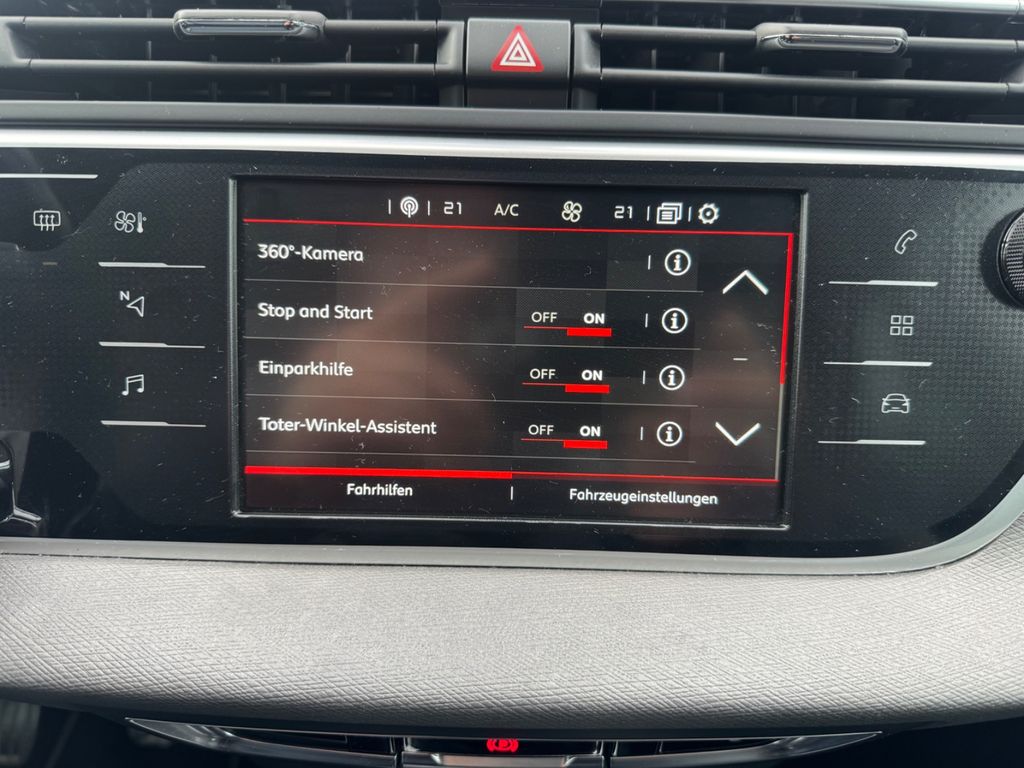 21 A/C 21
360°-Kamera
Stop and Start OFF ON
Einparkhilfe OFF ON
Toter-Winkel-Assistent OFF ON
Fahrhilfen Fahrzeugeinstellungen
N
P